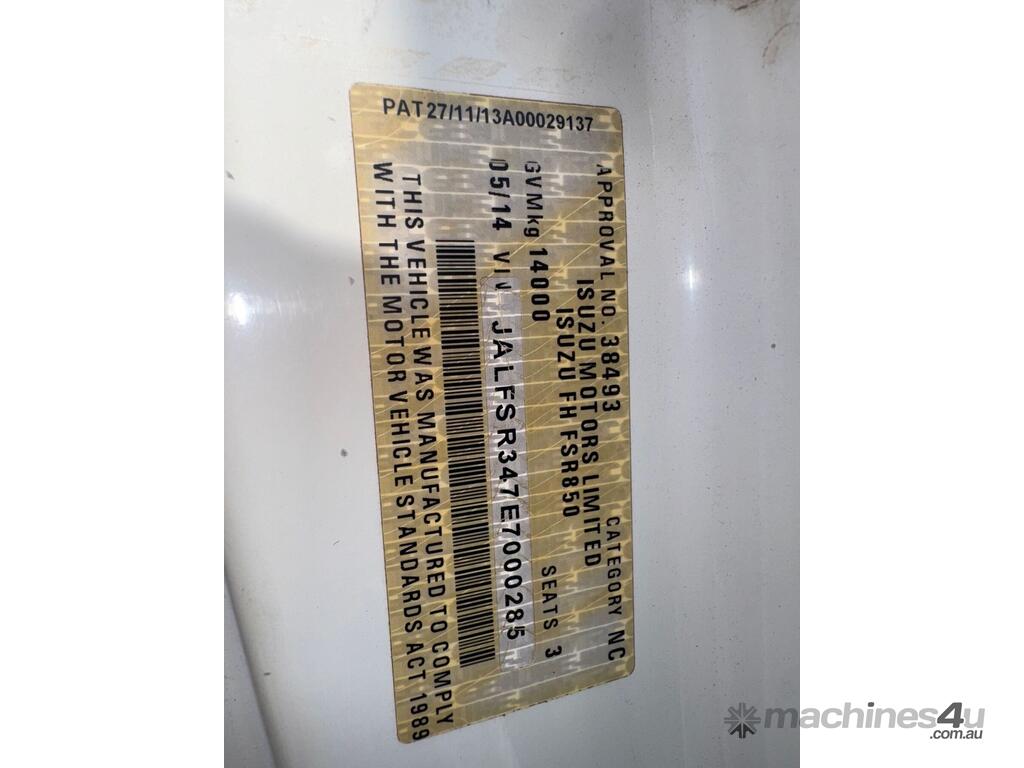 PAT27/11/13A00029137
APPROVAL NO. 38493 CATEGORY NC
ISUZU MOTORS LIMITED
ISUZU FH FSR850
GVMkg 14000 SEATS 3
05/14 VIN JALFSR347E7000285
THIS VEHICLE WAS MANUFACTURED TO COMPLY
WITH THE MOTOR VEHICLE STANDARDS ACT 1989
machines4u
.com.au